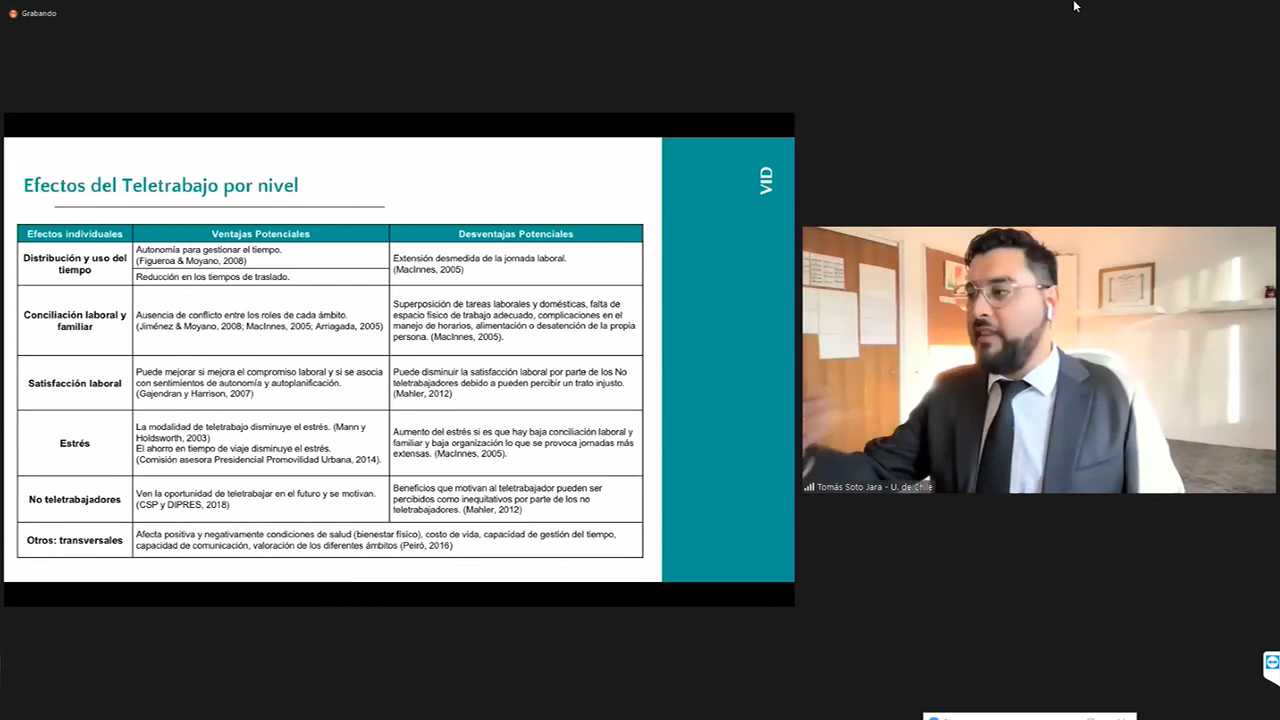 Grabando
Efectos del Teletrabajo por nivel
VID
Efectos individuales
Ventajas Potenciales
Desventajas Potenciales
Distribución y uso del
tiempo
Autonomía para gestionar el tiempo.
(Figueroa & Moyano, 2008)
Reducción en los tiempos de traslado.
Extensión desmedida de la jornada laboral.
(MacInnes, 2005)
Conciliación laboral y
familiar
Ausencia de conflicto entre los roles de cada ámbito.
(Jiménez & Moyano, 2008; MacInnes, 2005; Arriagada, 2005)
Superposición de tareas laborales y domésticas, falta de
espacio físico de trabajo adecuado, complicaciones en el
manejo de horarios, alimentación o desatención de la propia
persona. (MacInnes, 2005).
Satisfacción laboral
Puede mejorar si mejora el compromiso laboral y si se asocia
con sentimientos de autonomía y autoplanificación.
(Gajendran y Harrison, 2007)
Puede disminuir la satisfacción laboral por parte de los No
teletrabajadores debido a pueden percibir un trato injusto.
(Mahler, 2012)
Estrés
La modalidad de teletrabajo disminuye el estrés. (Mann y
Holdsworth, 2003)
El ahorro en tiempo de viaje disminuye el estrés.
(Comisión asesora Presidencial Promovilidad Urbana, 2014).
Aumento del estrés si es que hay baja conciliación laboral y
familiar y baja organización lo que se provoca jornadas más
extensas. (MacInnes, 2005).
No teletrabajadores
Ven la oportunidad de teletrabajar en el futuro y se motivan.
(CSP y DIPRES, 2018)
Beneficios que motivan al teletrabajador pueden ser
percibidos como inequitativos por parte de los no
teletrabajadores. (Mahler, 2012)
Otros: transversales
Afecta positiva y negativamente condiciones de salud (bienestar físico), costo de vida, capacidad de gestión del tiempo,
capacidad de comunicación, valoración de los diferentes ámbitos (Peiró, 2016)
Tomás Soto Jara - U. de Chile